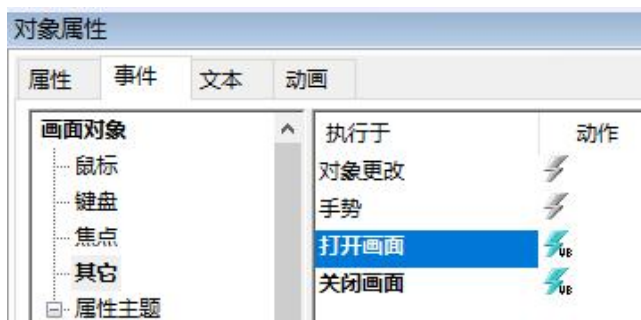 对象属性
属性 事件 文本 动画
画面对象
鼠标
键盘
焦点
其它
属性主题
执行于 动作
对象更改
手势
打开画面 VB
关闭画面 VB